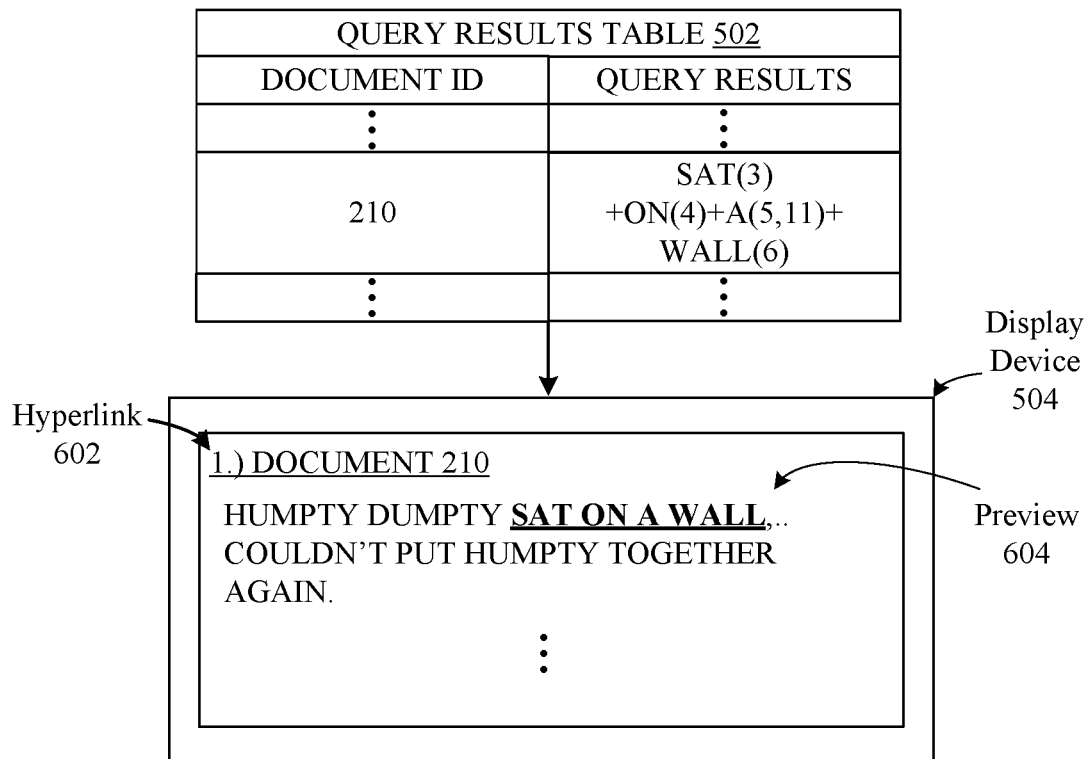 QUERY RESULTS TABLE 502
DOCUMENT ID
QUERY RESULTS
210
SAT(3)
+ON(4)+A(5,11)+
WALL(6)
Display
Device
504
Hyperlink
602
1.) DOCUMENT 210
HUMPTY DUMPTY SAT ON A WALL,..
COULDN’T PUT HUMPTY TOGETHER
AGAIN.
Preview
604